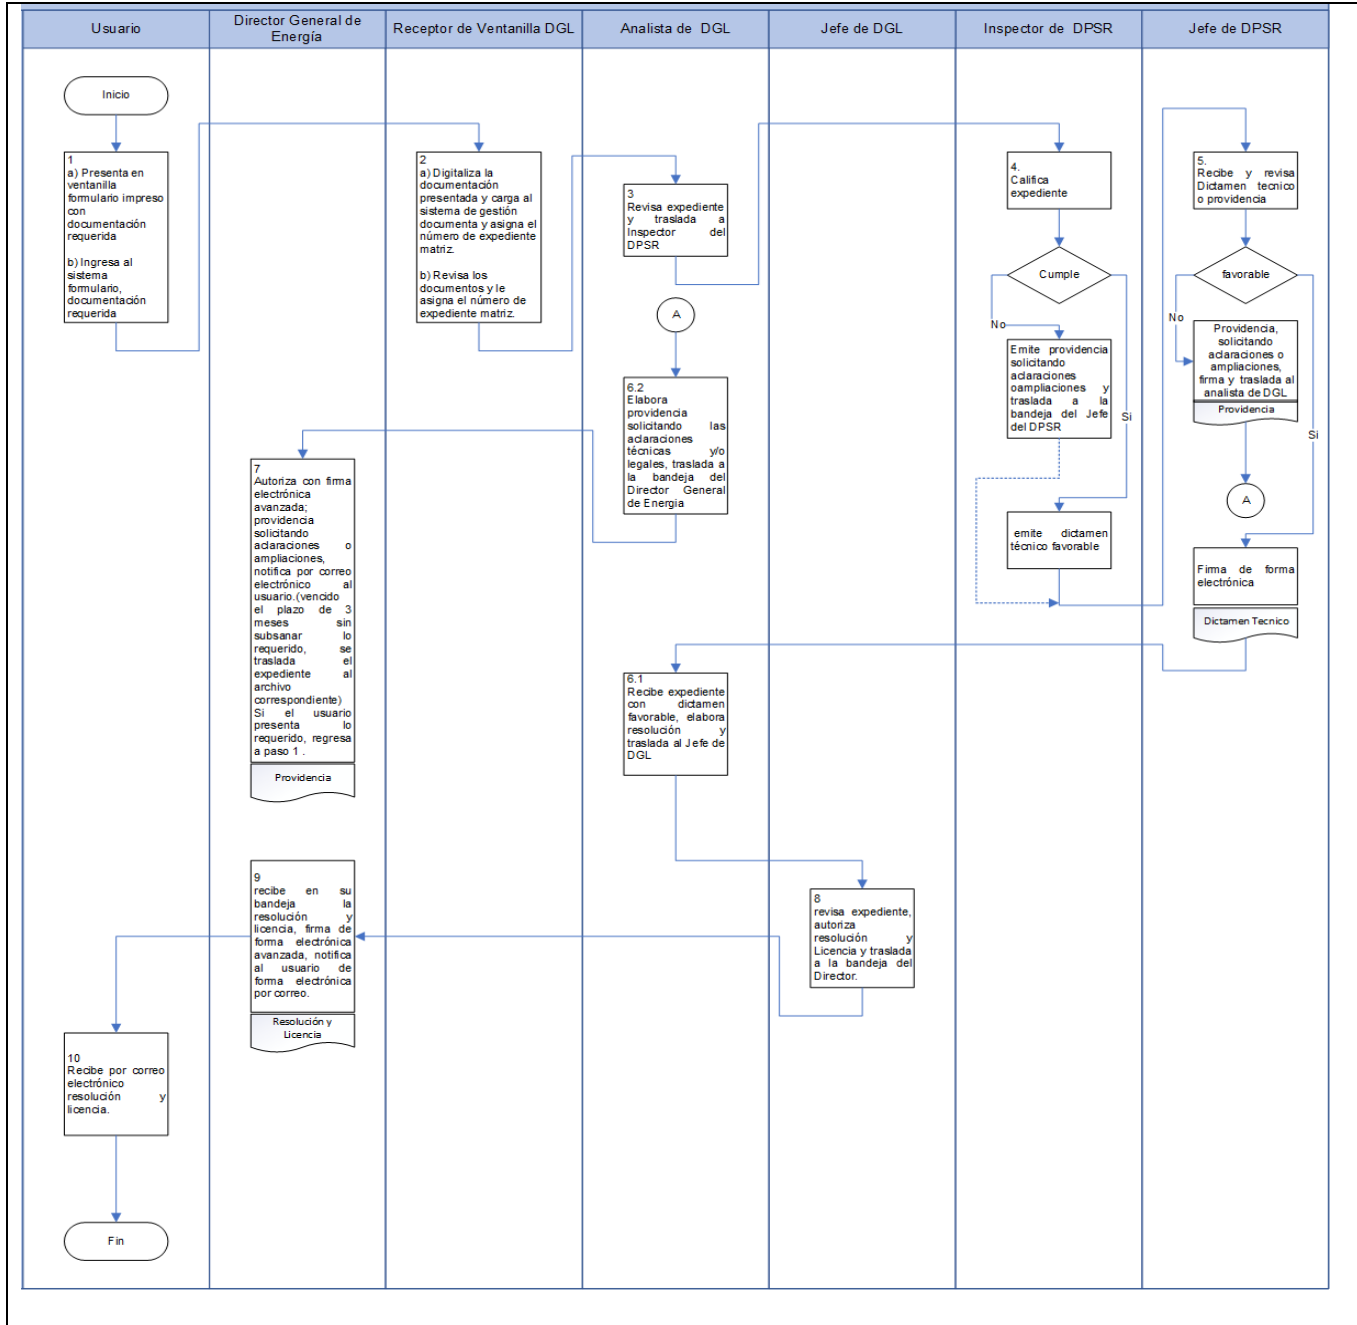 Usuario
Director General de
Energía
Receptor de Ventanilla DGL
Analista de DGL
Jefe de DGL
Inspector de DPSR
Jefe de DPSR
Inicio
1
a) Presenta en
ventanilla
formulario impreso
con
documentación
requerida
b) Ingresa al
sistema
formulario,
documentación
requerida
2
a) Digitaliza la
documentación
presentada y carga al
sistema de gestión
documenta y asigna el
número de expediente
matriz.
b) Revisa los
documentos y le
asigna el número de
expediente matriz.
3
Revisa expediente
y traslada a
Inspector del
DPSR
4.
Califica
expediente
Cumple
No
Si
Emite providencia
solicitando
aclaraciones
oampliaciones y
traslada a la
bandeja del Jefe
del DPSR
emite dictamen
técnico favorable
5.
Recibe y revisa
Dictamen tecnico
o providencia
favorable
No
Si
Providencia,
solicitando
aclaraciones o
ampliaciones,
firma y traslada al
analista de DGL
Providencia
A
Firma de forma
electrónica
Dictamen Tecnico
A
6.2
Elabora
providencia
solicitando las
aclaraciones
técnicas y/o
legales, traslada a
la bandeja del
Director General
de Energia
7
Autoriza con firma
electrónica
avanzada;
providencia
solicitando
aclaraciones o
ampliaciones,
notifica por correo
electrónico al
usuario.(vencido
el plazo de 3
meses sin
subsanar lo
requerido, se
traslada el
expediente al
archivo
correspondiente)
Si el usuario
presenta lo
requerido, regresa
a paso 1 .
Providencia
6.1
Recibe expediente
con dictamen
favorable, elabora
resolución y
traslada al Jefe de
DGL
8
revisa expediente,
autoriza
resolución y
Licencia y traslada
a la bandeja del
Director.
9
recibe en su
bandeja la
resolución y
licencia, firma de
forma electrónica
avanzada, notifica
al usuario de
forma electrónica
por correo.
Resolución y
Licencia
10
Recibe por correo
electrónico
resolución y
licencia.
Fin